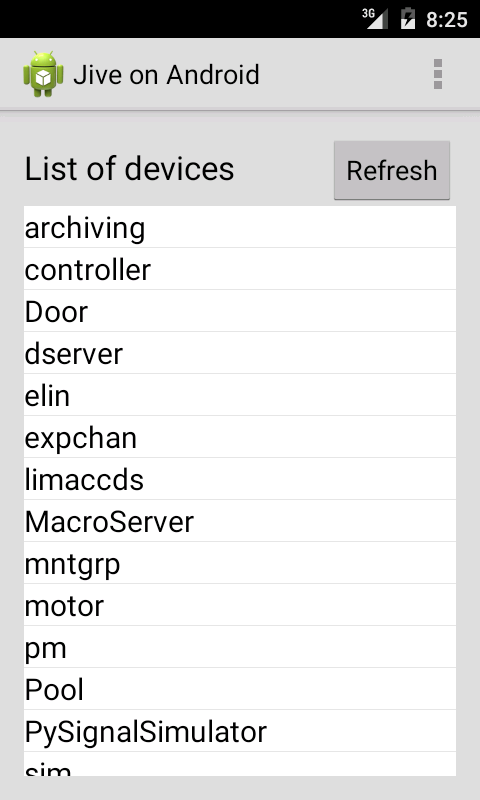 3G 8:25
Jive on Android
List of devices Refresh
archiving
controller
Door
dserver
elin
expchan
limaccds
MacroServer
mntgrp
motor
pm
Pool
PySignalSimulator
sim